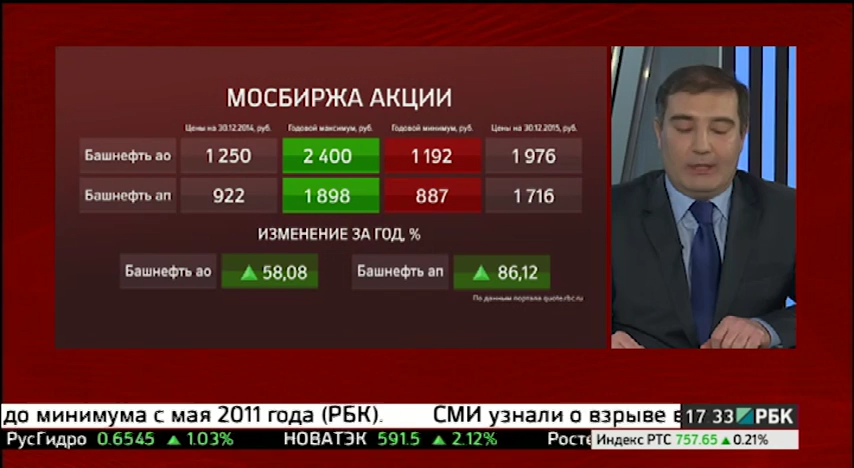 МОСБИРЖА АКЦИИ
Цены на 30.12.2014, руб. Годовой максимум, руб. Годовой минимум, руб. Цены на 30.12.2015, руб.
Башнефть ао 1 250 2 400 1 192 1 976
Башнефть ап 922 1 898 887 1 716
ИЗМЕНЕНИЕ ЗА ГОД, %
Башнефть ао ▲ 58,08 Башнефть ап ▲ 86,12
По данным портала quote.rbc.ru
до минимума с мая 2011 года (РБК). СМИ узнали о взрыве в 17 33 РБК
РусГидро 0.6545 ▲ 1.03% НОВАТЭК 591.5 ▲ 2.12% Росте Индекс РТС 757.65 ▲ 0.21%